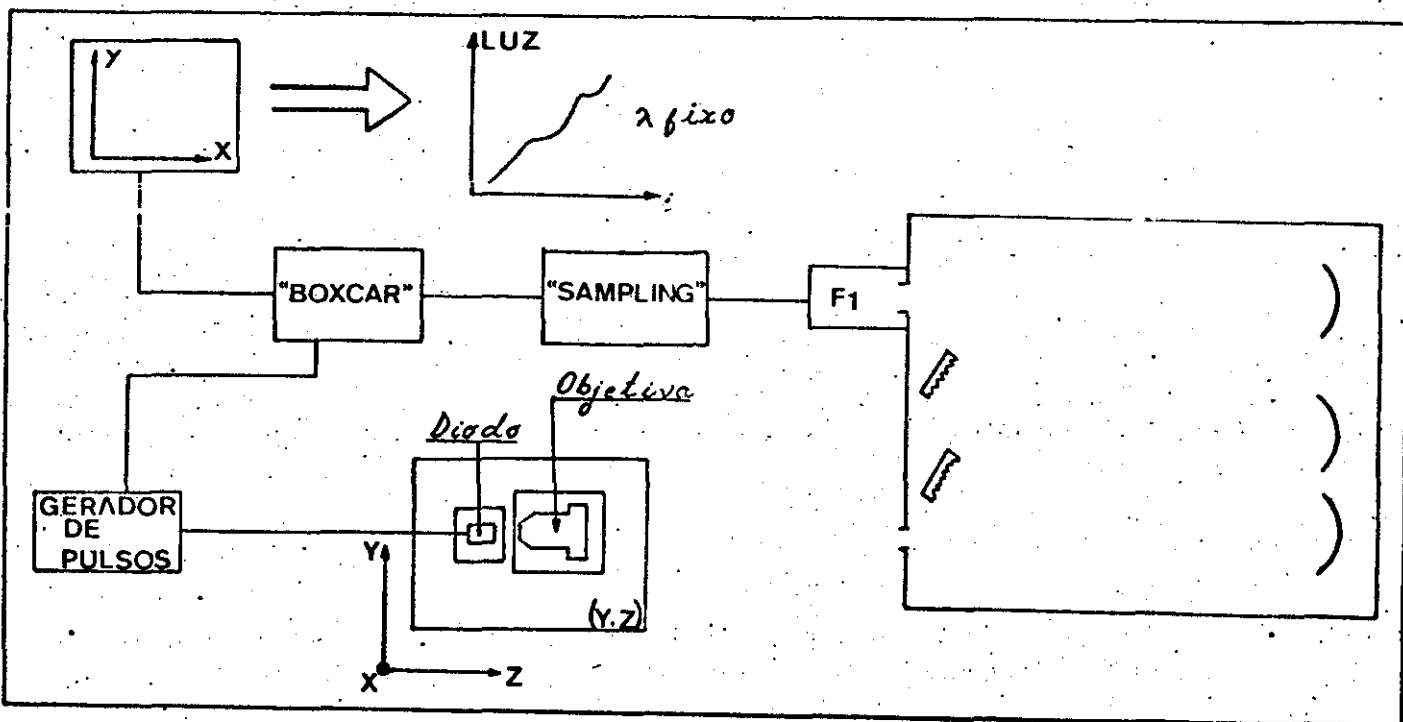 Y
X
LUZ
λ fixo
i
"BOXCAR"
"SAMPLING"
F1
Objetiva
Diodo
GERADOR
DE
PULSOS
Y
(Y.Z)
X
Z